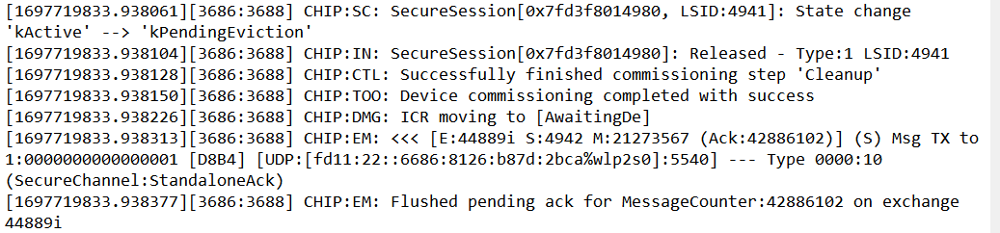 [1697719833.938061][3686:3688] CHIP:SC: SecureSession[0x7fd3f8014980, LSID:4941]: State change
'kActive' --> 'kPendingEviction'
[1697719833.938104][3686:3688] CHIP:IN: SecureSession[0x7fd3f8014980]: Released - Type:1 LSID:4941
[1697719833.938128][3686:3688] CHIP:CTL: Successfully finished commissioning step 'Cleanup'
[1697719833.938150][3686:3688] CHIP:TOO: Device commissioning completed with success
[1697719833.938226][3686:3688] CHIP:DMG: ICR moving to [AwaitingDe]
[1697719833.938313][3686:3688] CHIP:EM: <<< [E:44889i S:4942 M:21273567 (Ack:42886102)] (S) Msg TX to
1:0000000000000001 [D8B4] [UDP:[fd11:22::6686:8126:b87d:2bca%wlp2s0]:5540] --- Type 0000:10
(SecureChannel:StandaloneAck)
[1697719833.938377][3686:3688] CHIP:EM: Flushed pending ack for MessageCounter:42886102 on exchange
44889i